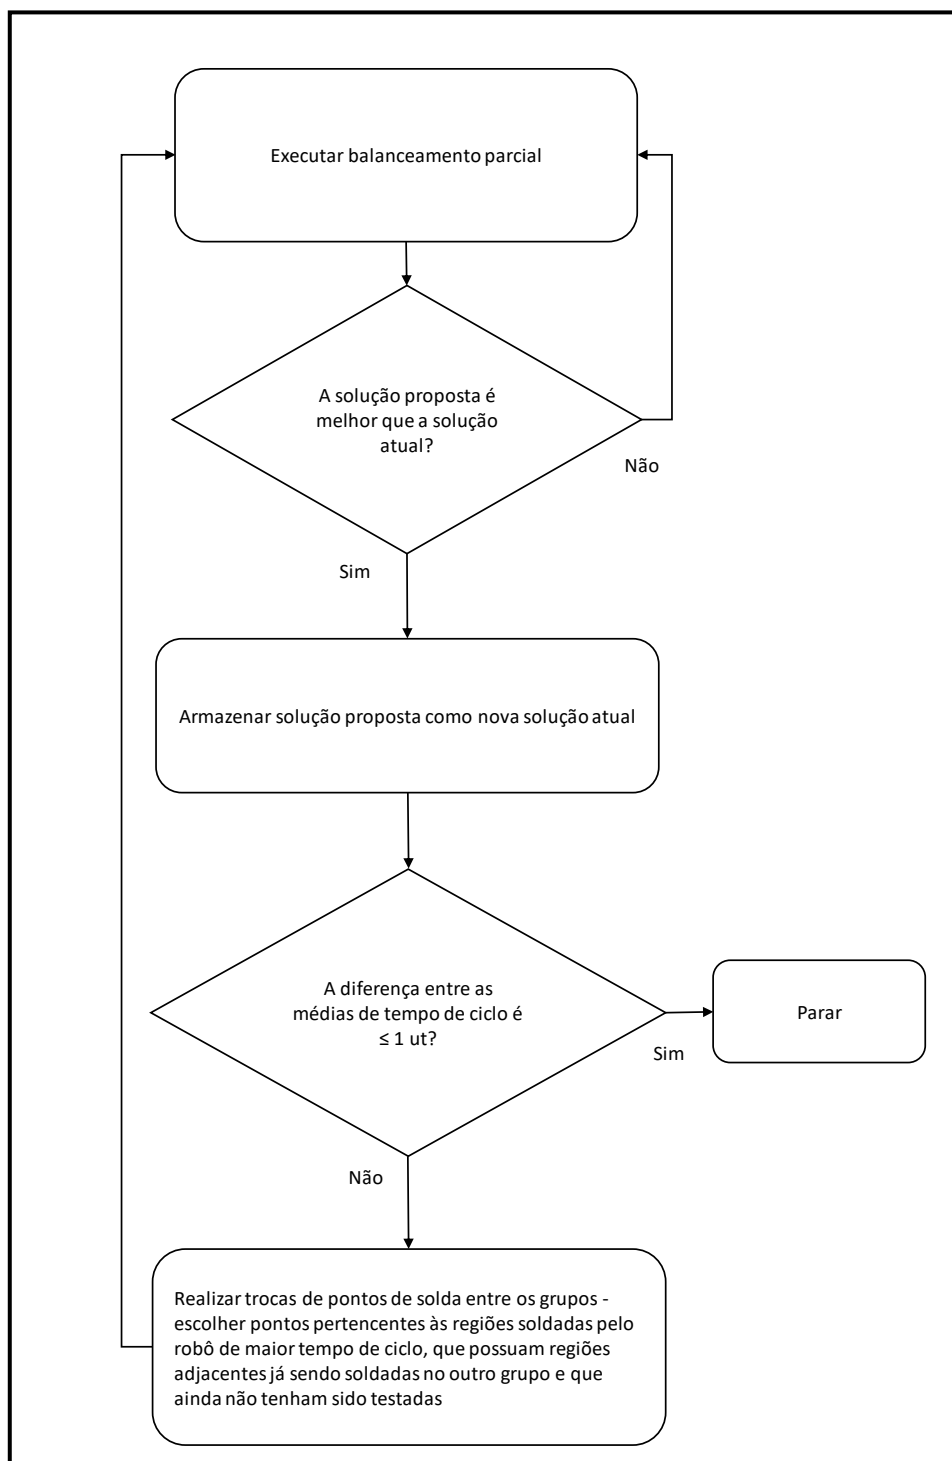 Executar balanceamento parcial
A solução proposta é
melhor que a solução
atual?
Não
Sim
Armazenar solução proposta como nova solução atual
A diferença entre as
médias de tempo de ciclo é
≤ 1 ut?
Parar
Sim
Não
Realizar trocas de pontos de solda entre os grupos -
escolher pontos pertencentes às regiões soldadas pelo
robô de maior tempo de ciclo, que possuam regiões
adjacentes já sendo soldadas no outro grupo e que
ainda não tenham sido testadas